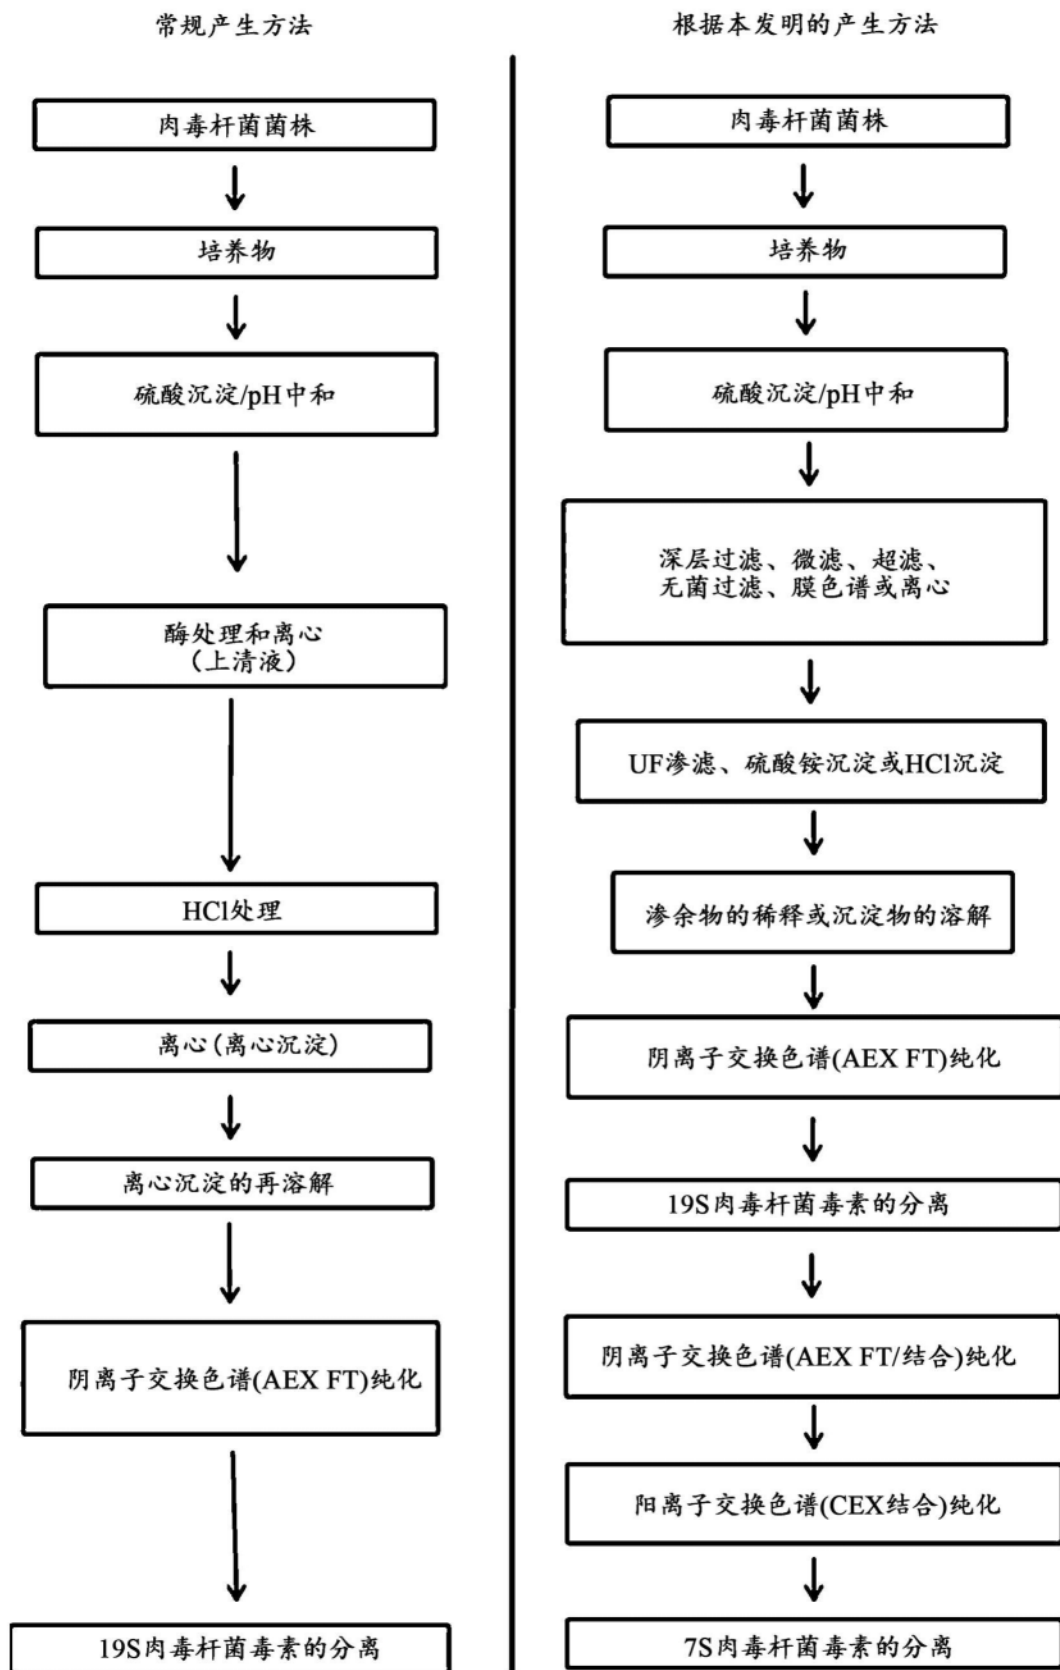 常规产生方法
肉毒杆菌菌株
培养物
硫酸沉淀/pH中和
酶处理和离心
(上清液)
HCl处理
离心(离心沉淀)
离心沉淀的再溶解
阴离子交换色谱(AEX FT)纯化
19S肉毒杆菌毒素的分离
根据本发明的产生方法
肉毒杆菌菌株
培养物
硫酸沉淀/pH中和
深层过滤、微滤、超滤、
无菌过滤、膜色谱或离心
UF渗滤、硫酸铵沉淀或HCl沉淀
渗余物的稀释或沉淀物的溶解
阴离子交换色谱(AEX FT)纯化
19S肉毒杆菌毒素的分离
阴离子交换色谱(AEX FT/结合)纯化
阳离子交换色谱(CEX结合)纯化
7S肉毒杆菌毒素的分离